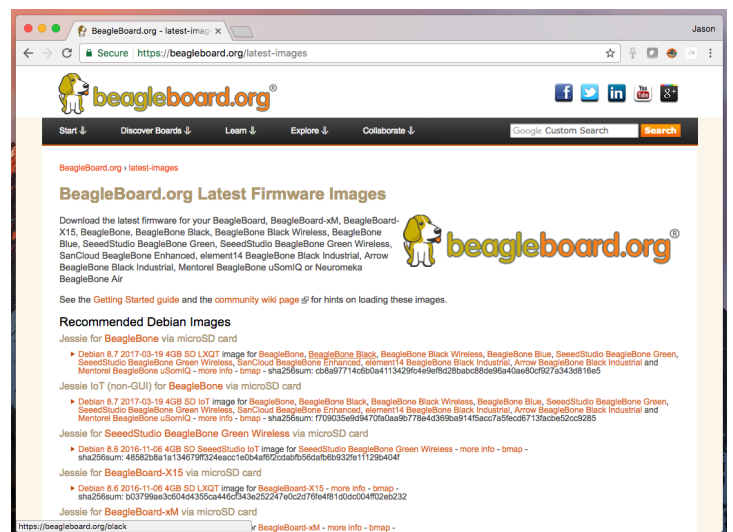 BeagleBoard.org - latest-imag
Jason
Secure https://beagleboard.org/latest-images
beagleboard.org®
f in You Tube g+
Start Discover Boards Learn Explore Collaborate Google Custom Search Search
BeagleBoard.org › latest-images
BeagleBoard.org Latest Firmware Images
Download the latest firmware for your BeagleBoard, BeagleBoard-xM, BeagleBoard-
X15, BeagleBone, BeagleBone Black, BeagleBone Black Wireless, BeagleBone
Blue, SeeedStudio BeagleBone Green, SeeedStudio BeagleBone Green Wireless,
SanCloud BeagleBone Enhanced, element14 BeagleBone Black Industrial, Arrow
BeagleBone Black Industrial, Mentorel BeagleBone uSomIQ or Neuromeka
BeagleBone Air
beagleboard.org®
See the Getting Started guide and the community wiki page for hints on loading these images.
Recommended Debian Images
Jessie for BeagleBone via microSD card
Debian 8.7 2017-03-19 4GB SD LXQT image for BeagleBone, BeagleBone Black, BeagleBone Black Wireless, BeagleBone Blue, SeeedStudio BeagleBone Green,
SeeedStudio BeagleBone Green Wireless, SanCloud BeagleBone Enhanced, element14 BeagleBone Black Industrial, Arrow BeagleBone Black Industrial and
Mentorel BeagleBone uSomIQ - more info - bmap - sha256sum: cb8a97714c6b0a4113429fc4e9ef8d28babc88de96a40ae80cf927a343d816e5
Jessie IoT (non-GUI) for BeagleBone via microSD card
Debian 8.7 2017-03-19 4GB SD IoT image for BeagleBone, BeagleBone Black, BeagleBone Black Wireless, BeagleBone Blue, SeeedStudio BeagleBone Green,
SeeedStudio BeagleBone Green Wireless, SanCloud BeagleBone Enhanced, element14 BeagleBone Black Industrial, Arrow BeagleBone Black Industrial and
Mentorel BeagleBone uSomIQ - more info - bmap - sha256sum: f709035e9d9470fa0aa9b778e4d369ba914f5acc7a5fecd6713facbe52cc9285
Jessie for SeeedStudio BeagleBone Green Wireless via microSD card
Debian 8.6 2016-11-06 4GB SD SeeedStudio IoT image for SeeedStudio BeagleBone Green Wireless - more info - bmap -
sha256sum: 48582b8a1a134679ff324eacc1e0b4af6f2cdabfb56dafb6b932fe11129b404f
Jessie for BeagleBoard-X15 via microSD card
Debian 8.6 2016-11-06 4GB SD LXQT image for BeagleBoard-X15 - more info - bmap -
sha256sum: b03799ae3c604d4355ca446cf343e252247e0c2d76fe4f81d0dc004ff02eb232
Jessie for BeagleBoard-xM via microSD card
for BeagleBoard-xM - more info - bmap -
https://beagleboard.org/black